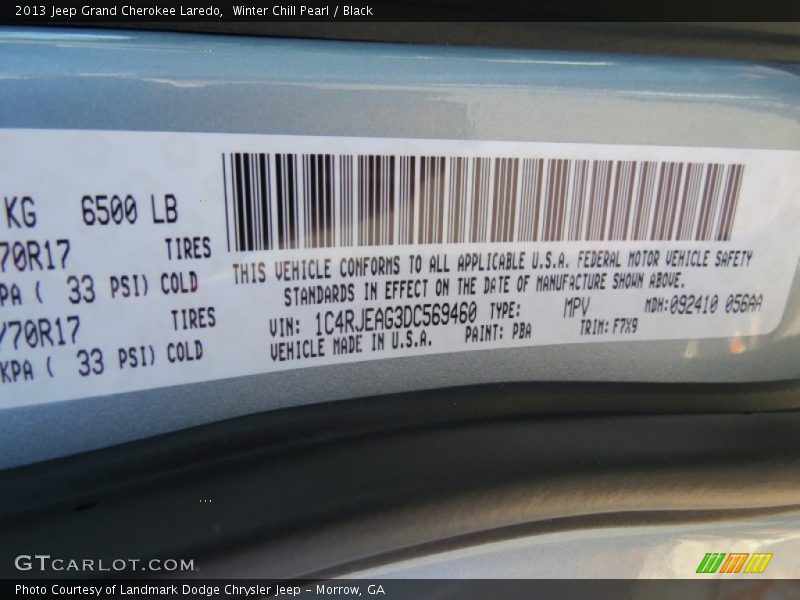 2013 Jeep Grand Cherokee Laredo, Winter Chill Pearl / Black
KG 6500 LB
70R17 TIRES
PA ( 33 PSI) COLD
/70R17 TIRES
KPA ( 33 PSI) COLD
THIS VEHICLE CONFORMS TO ALL APPLICABLE U.S.A. FEDERAL MOTOR VEHICLE SAFETY
STANDARDS IN EFFECT ON THE DATE OF MANUFACTURE SHOWN ABOVE.
VIN: 1C4RJEAG3DC569460 TYPE: MPV MDH:092410 056AA
VEHICLE MADE IN U.S.A. PAINT: PBA TRIM: F7X9
GTCARLOT.COM
Photo Courtesy of Landmark Dodge Chrysler Jeep - Morrow, GA